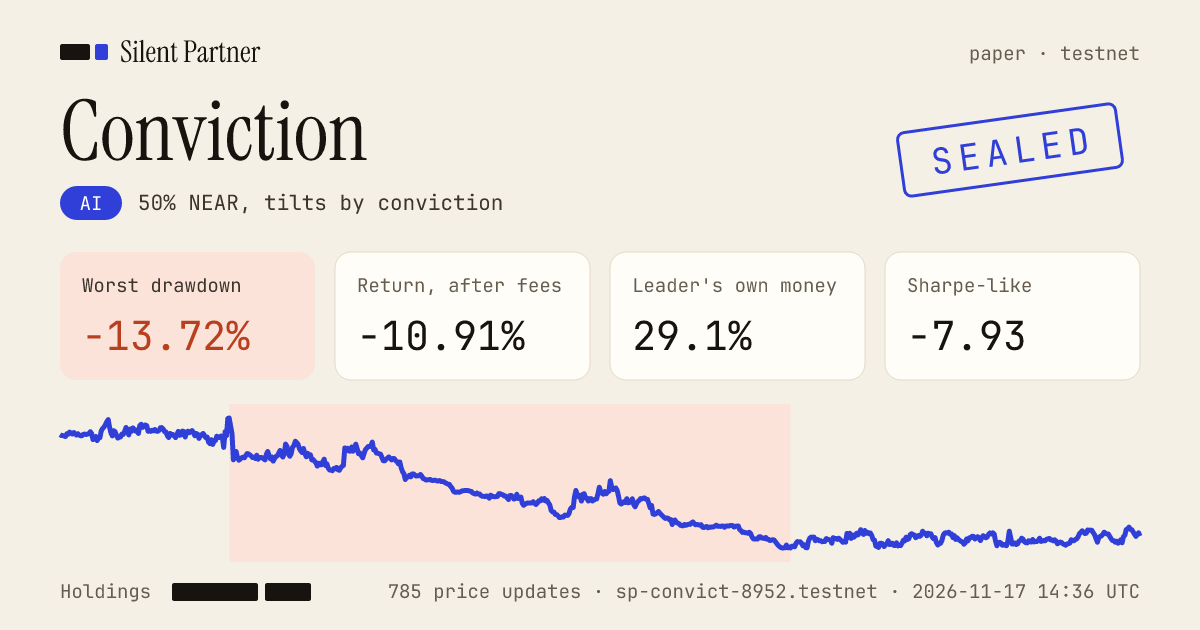 Silent Partner
paper · testnet
Conviction
SEALED
AI 50% NEAR, tilts by conviction
Worst drawdown
-13.72%
Return, after fees
-10.91%
Leader's own money
29.1%
Sharpe-like
-7.93
Holdings
785 price updates · sp-convict-8952.testnet · 2026-11-17 14:36 UTC